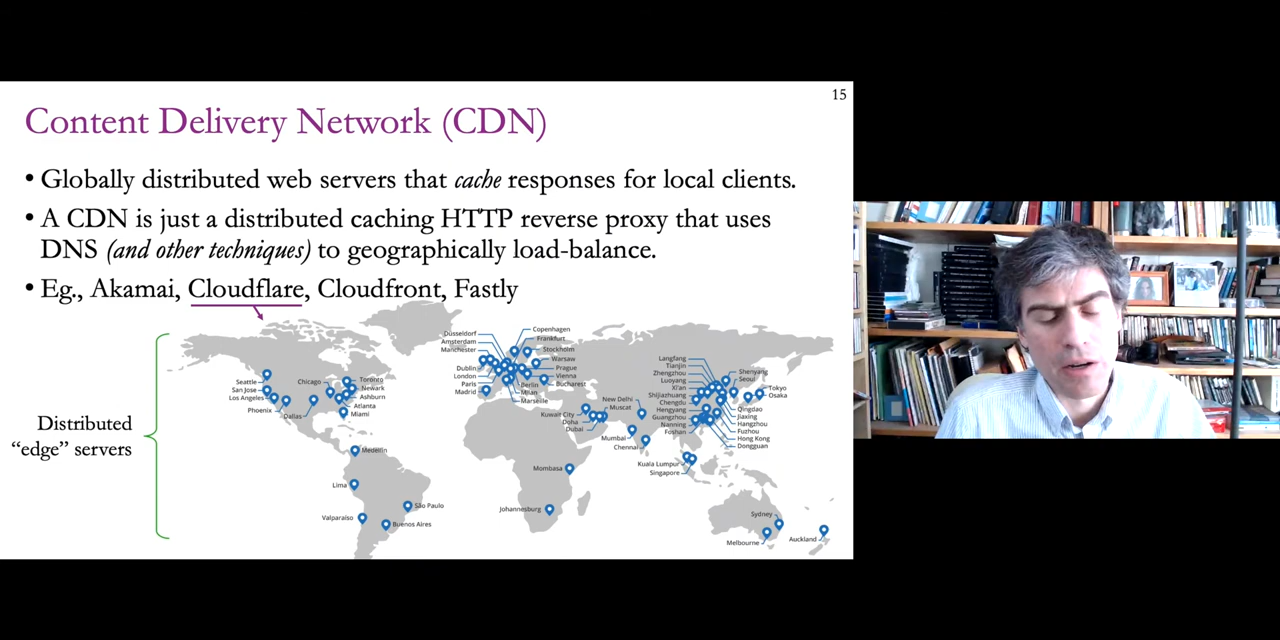 15
Content Delivery Network (CDN)
• Globally distributed web servers that cache responses for local clients.
• A CDN is just a distributed caching HTTP reverse proxy that uses
DNS (and other techniques) to geographically load-balance.
• Eg., Akamai, Cloudflare, Cloudfront, Fastly
Distributed
“edge” servers
Seattle
San Jose
Los Angeles
Phoenix
Dallas
Chicago
Toronto
Newark
Ashburn
Atlanta
Miami
Medellin
Lima
Valparaíso
São Paulo
Buenos Aires
Düsseldorf
Amsterdam
Manchester
Dublin
London
Paris
Madrid
Copenhagen
Frankfurt
Stockholm
Warsaw
Prague
Vienna
Bucharest
Berlin
Milan
Marseille
Kuwait City
Doha
Dubai
Muscat
New Delhi
Mumbai
Chennai
Mombasa
Johannesburg
Langfang
Tianjin
Zhengzhou
Luoyang
Xi'an
Shijiazhuang
Chengdu
Hengyang
Guangzhou
Nanning
Foshan
Shenyang
Seoul
Tokyo
Osaka
Qingdao
Jiaxing
Hangzhou
Fuzhou
Hong Kong
Dongguan
Kuala Lumpur
Singapore
Sydney
Melbourne
Auckland